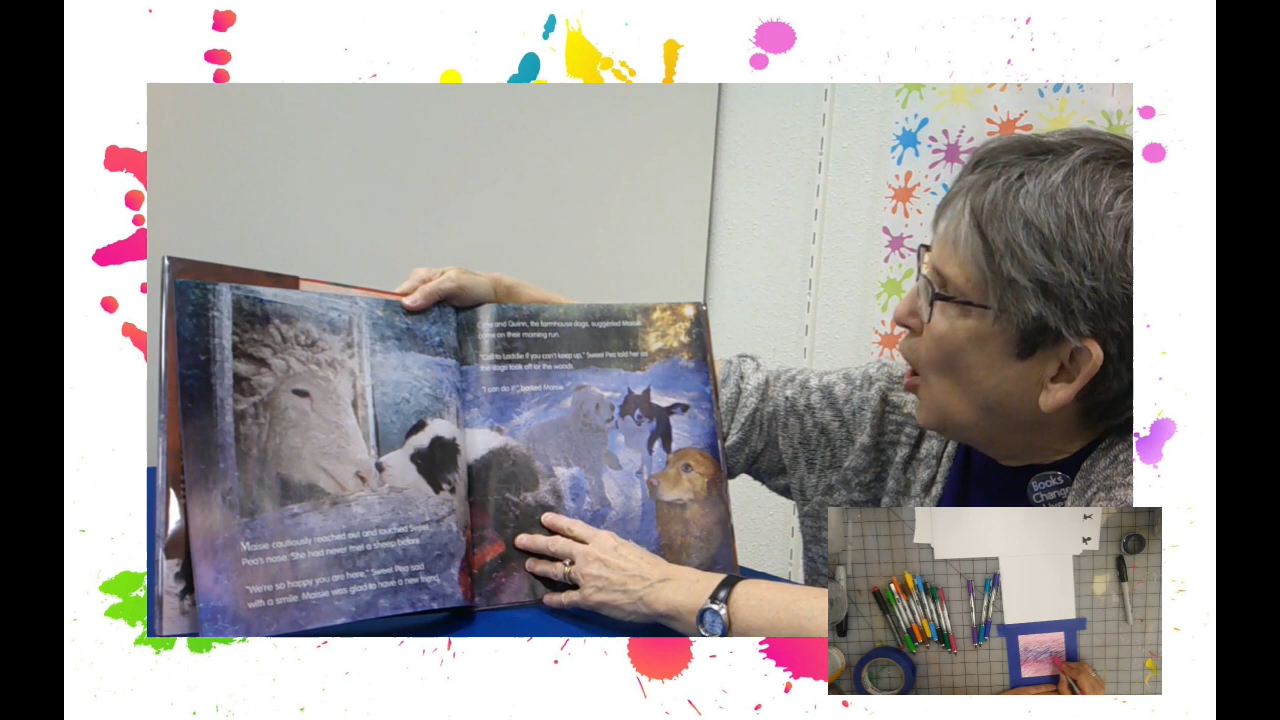 Maisie cautiously reached out and touched Sweet
Pea's nose. She had never met a sheep before.
"We're so happy you are here," Sweet Pea said
with a smile. Maisie was glad to have a new friend.
and Quinn, the farmhouse dogs, suggested Maisie
come on their morning run.
"Call to Laddie if you can't keep up," Sweet Pea told her as
the dogs took off for the woods.
"I can do it!", barked Maisie.
Books
Change